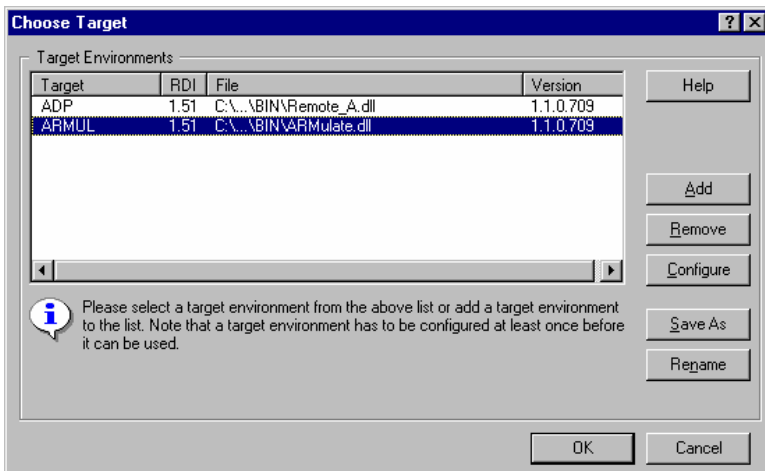 Choose Target
Target Environments
Target RDI File Version
ADP 1.51 C:\...\BIN\Remote_A.dll 1.1.0.709
ARMUL 1.51 C:\...\BIN\ARMulate.dll 1.1.0.709
Help
Add
Remove
Configure
Please select a target environment from the above list or add a target environment
to the list. Note that a target environment has to be configured at least once before
it can be used.
Save As
Rename
OK Cancel